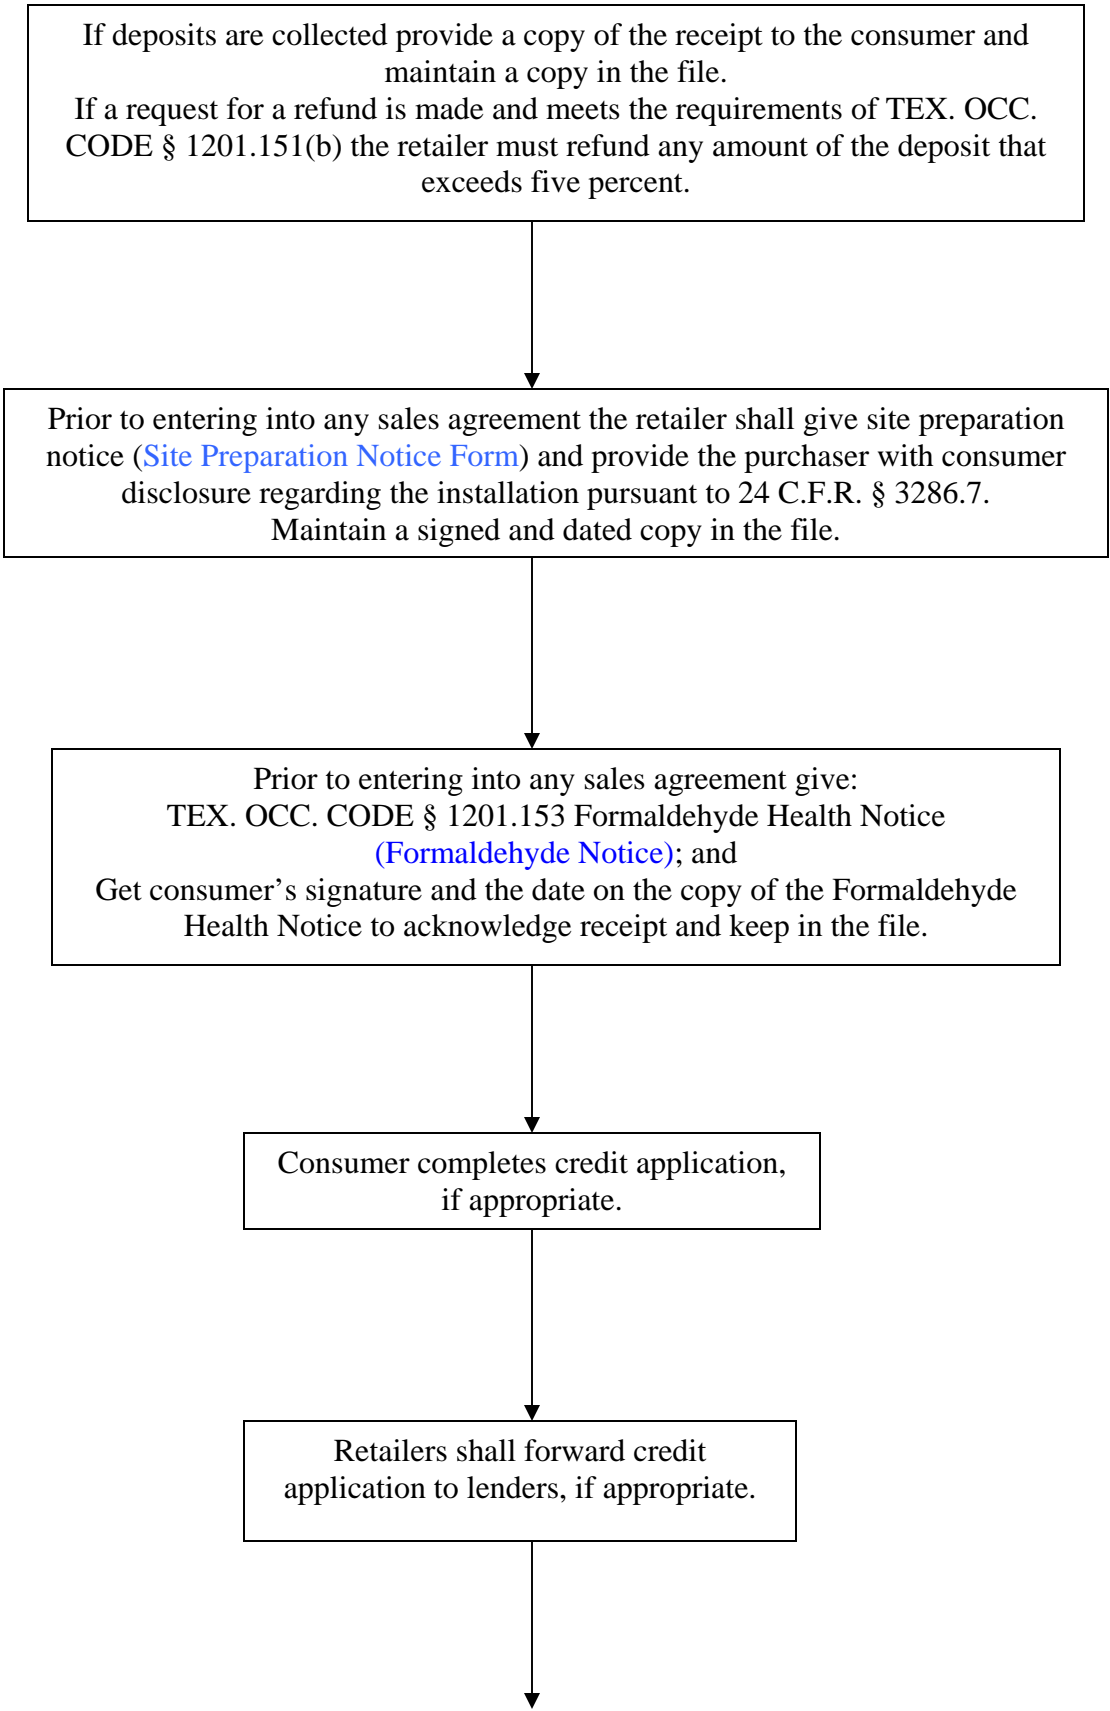 If deposits are collected provide a copy of the receipt to the consumer and
maintain a copy in the file.
If a request for a refund is made and meets the requirements of TEX. OCC.
CODE § 1201.151(b) the retailer must refund any amount of the deposit that
exceeds five percent.
Prior to entering into any sales agreement the retailer shall give site preparation
notice (Site Preparation Notice Form) and provide the purchaser with consumer
disclosure regarding the installation pursuant to 24 C.F.R. § 3286.7.
Maintain a signed and dated copy in the file.
Prior to entering into any sales agreement give:
TEX. OCC. CODE § 1201.153 Formaldehyde Health Notice
(Formaldehyde Notice); and
Get consumer’s signature and the date on the copy of the Formaldehyde
Health Notice to acknowledge receipt and keep in the file.
Consumer completes credit application,
if appropriate.
Retailers shall forward credit
application to lenders, if appropriate.